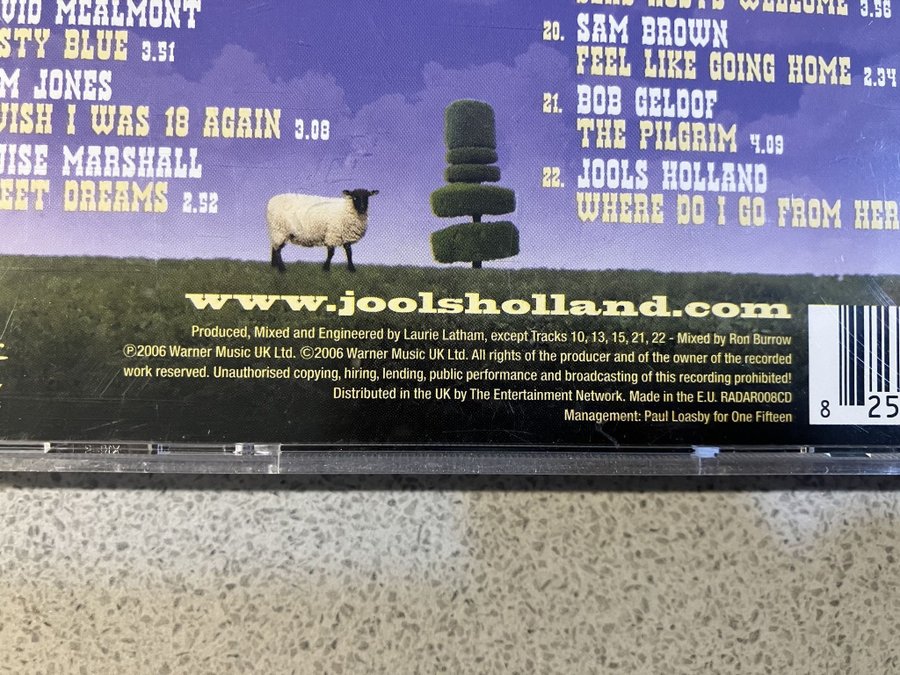 VID McALMONT
STY BLUE 3.51
M JONES
WISH I WAS 18 AGAIN 3.08
UISE MARSHALL
EET DREAMS 2.52
3.56
20. SAM BROWN
FEEL LIKE GOING HOME 2.34
21. BOB GELDOF
THE PILGRIM 4.09
22. JOOLS HOLLAND
WHERE DO I GO FROM HER
www.joolsholland.com
Produced, Mixed and Engineered by Laurie Latham, except Tracks 10, 13, 15, 21, 22 - Mixed by Ron Burrow
℗2006 Warner Music UK Ltd. ©2006 Warner Music UK Ltd. All rights of the producer and of the owner of the recorded
work reserved. Unauthorised copying, hiring, lending, public performance and broadcasting of this recording prohibited!
Distributed in the UK by The Entertainment Network. Made in the E.U. RADAR008CD
Management: Paul Loasby for One Fifteen
8 25